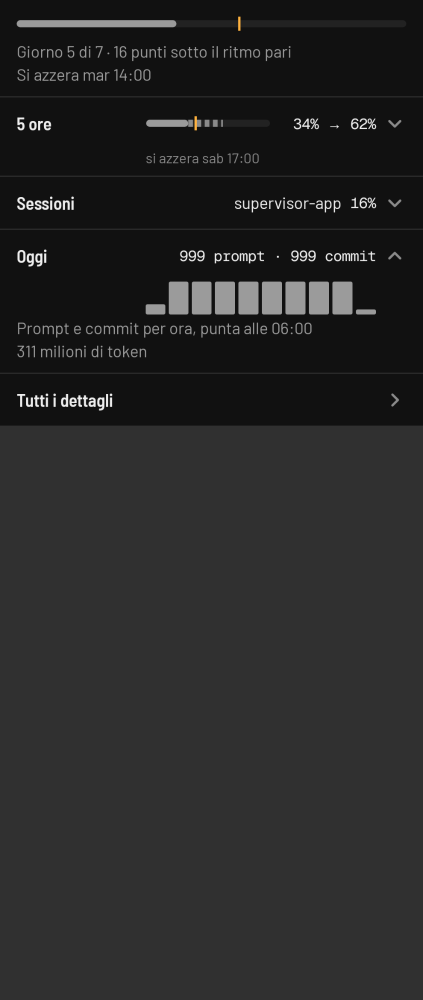 Giorno 5 di 7 · 16 punti sotto il ritmo pari
Si azzera mar 14:00
5 ore 34% → 62%
si azzera sab 17:00
Sessioni supervisor-app 16%
Oggi 999 prompt · 999 commit
Prompt e commit per ora, punta alle 06:00
311 milioni di token
Tutti i dettagli